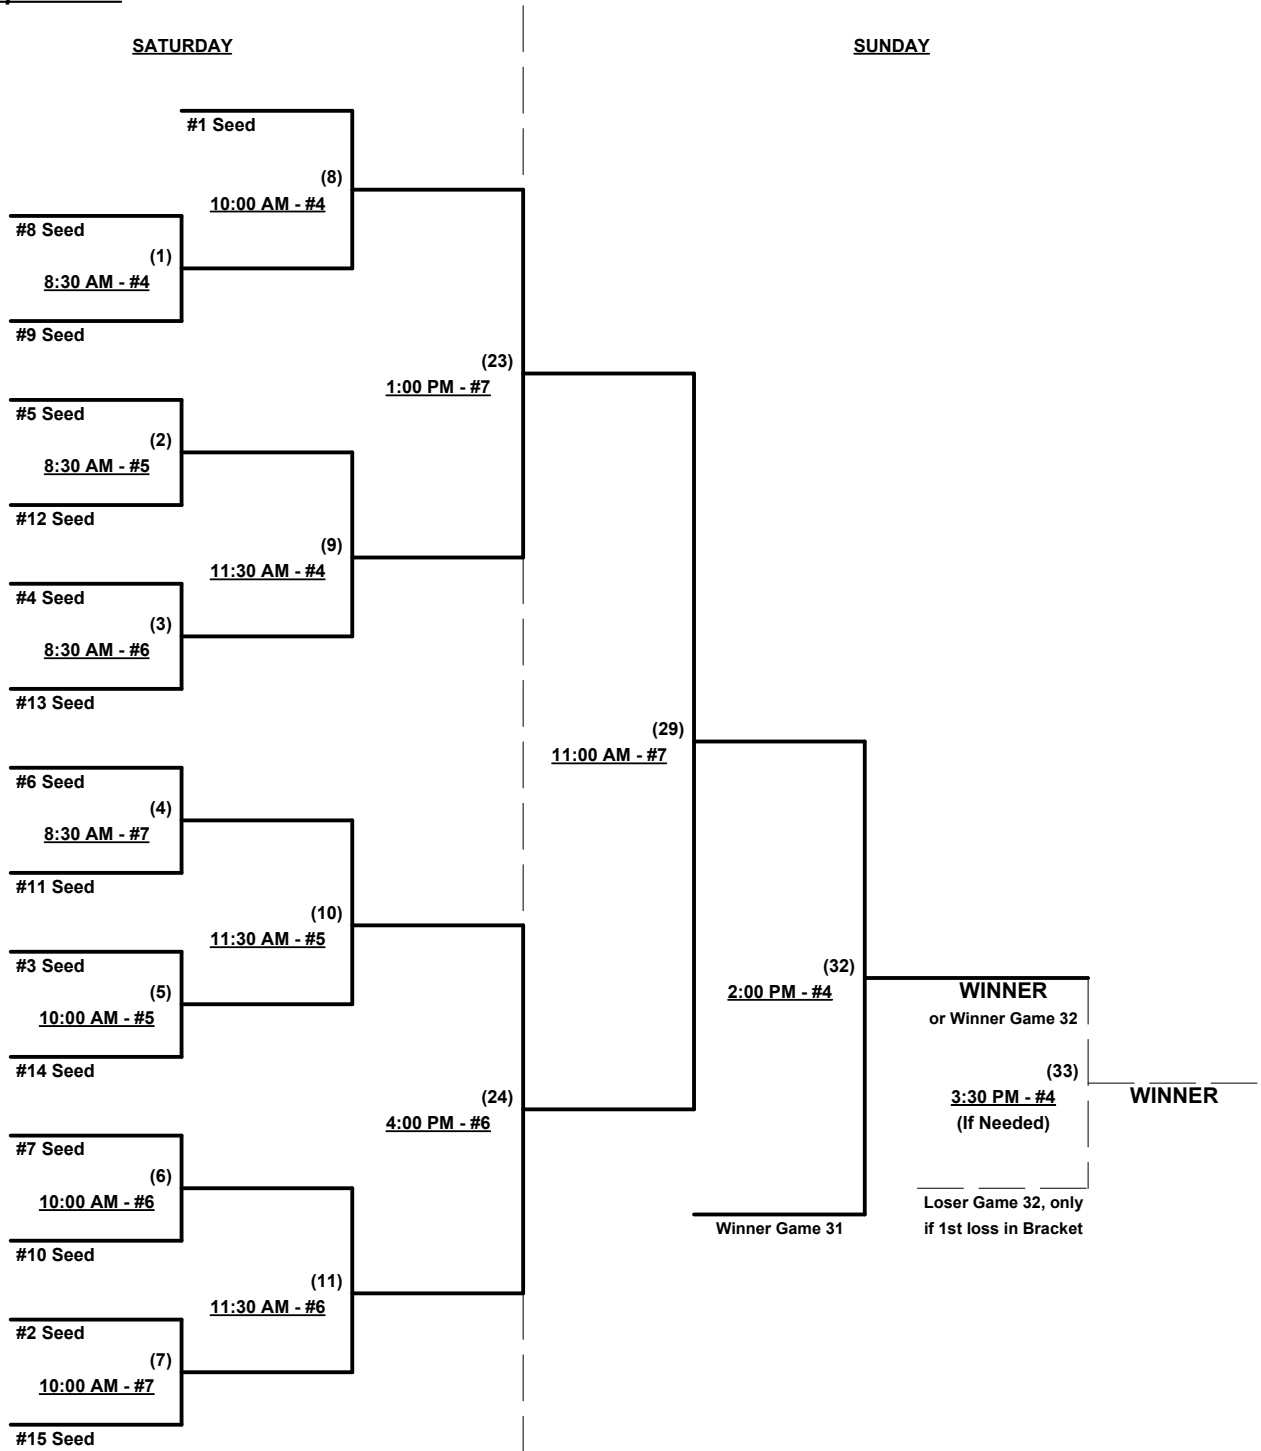 SATURDAY
SUNDAY
#1 Seed
(8)
10:00 AM - #4
#8 Seed
(1)
8:30 AM - #4
#9 Seed
(23)
1:00 PM - #7
#5 Seed
(2)
8:30 AM - #5
#12 Seed
(9)
11:30 AM - #4
#4 Seed
(3)
8:30 AM - #6
#13 Seed
(29)
11:00 AM - #7
#6 Seed
(4)
8:30 AM - #7
#11 Seed
(10)
11:30 AM - #5
#3 Seed
(5)
10:00 AM - #5
#14 Seed
(32)
2:00 PM - #4
WINNER
or Winner Game 32
(33)
3:30 PM - #4
(If Needed)
WINNER
(24)
4:00 PM - #6
#7 Seed
(6)
10:00 AM - #6
#10 Seed
Winner Game 31
Loser Game 32, only
if 1st loss in Bracket
(11)
11:30 AM - #6
#2 Seed
(7)
10:00 AM - #7
#15 Seed